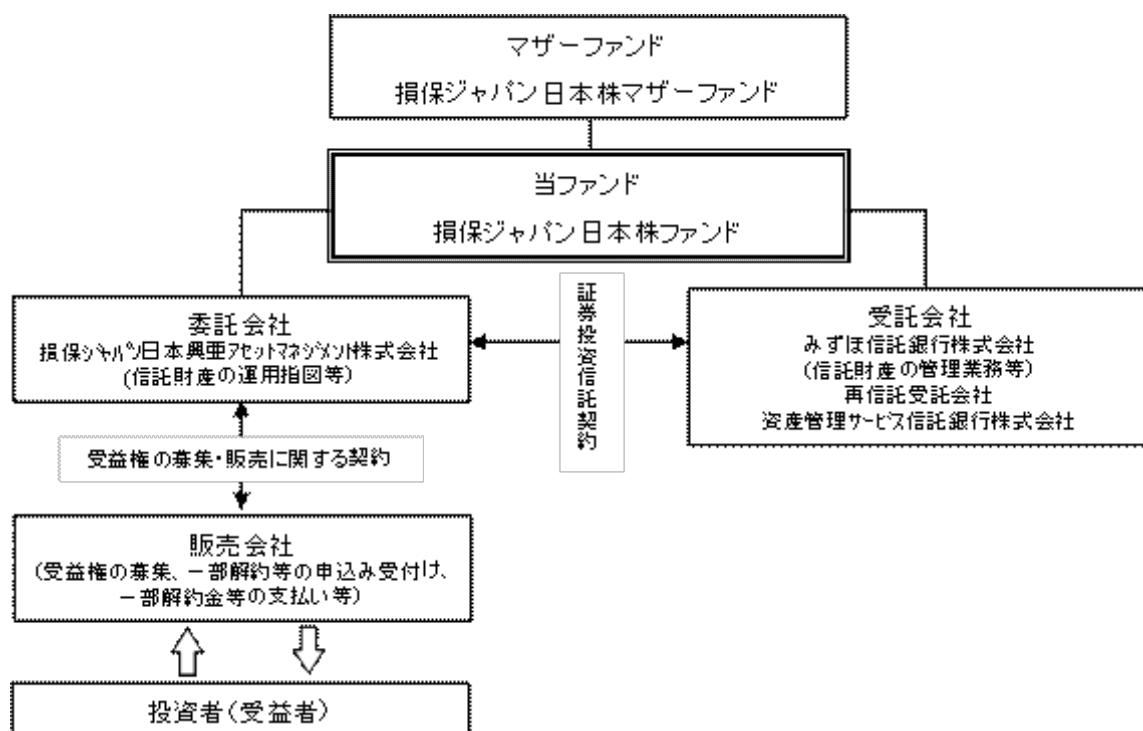 マザーファンド
損保ジャパン日本株マザーファンド
当ファンド
損保ジャパン日本株ファンド
委託会社
損保ジャパン日本興亜アセットマネジメント株式会社
(信託財産の運用指図等)
証券投資信託契約
受託会社
みずほ信託銀行株式会社
(信託財産の管理業務等)
再信託受託会社
資産管理サービス信託銀行株式会社
受益権の募集・販売に関する契約
販売会社
(受益権の募集、一部解約等の申込み受付け、
一部解約金等の支払い等)
投資者(受益者)